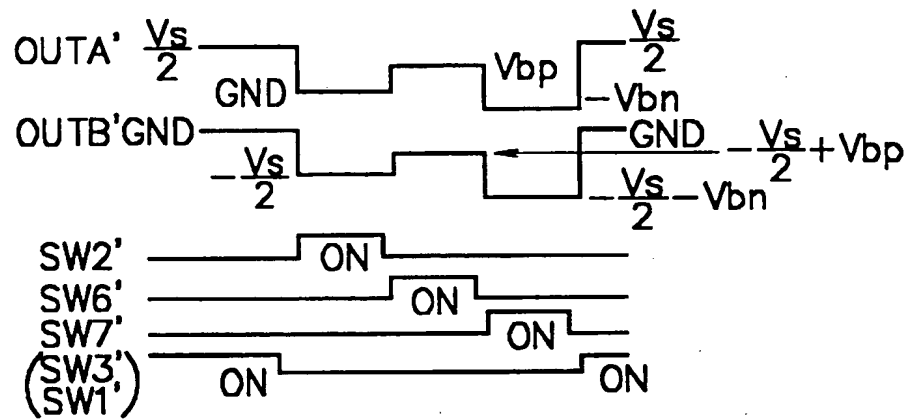 OUTA' Vs/2 Vs/2
GND Vbp -Vbn
OUTB' GND GND
-Vs/2 -Vs/2+Vbp
-Vs/2-Vbn
SW2' ON
SW6' ON
SW7' ON
(SW3' SW1') ON ON